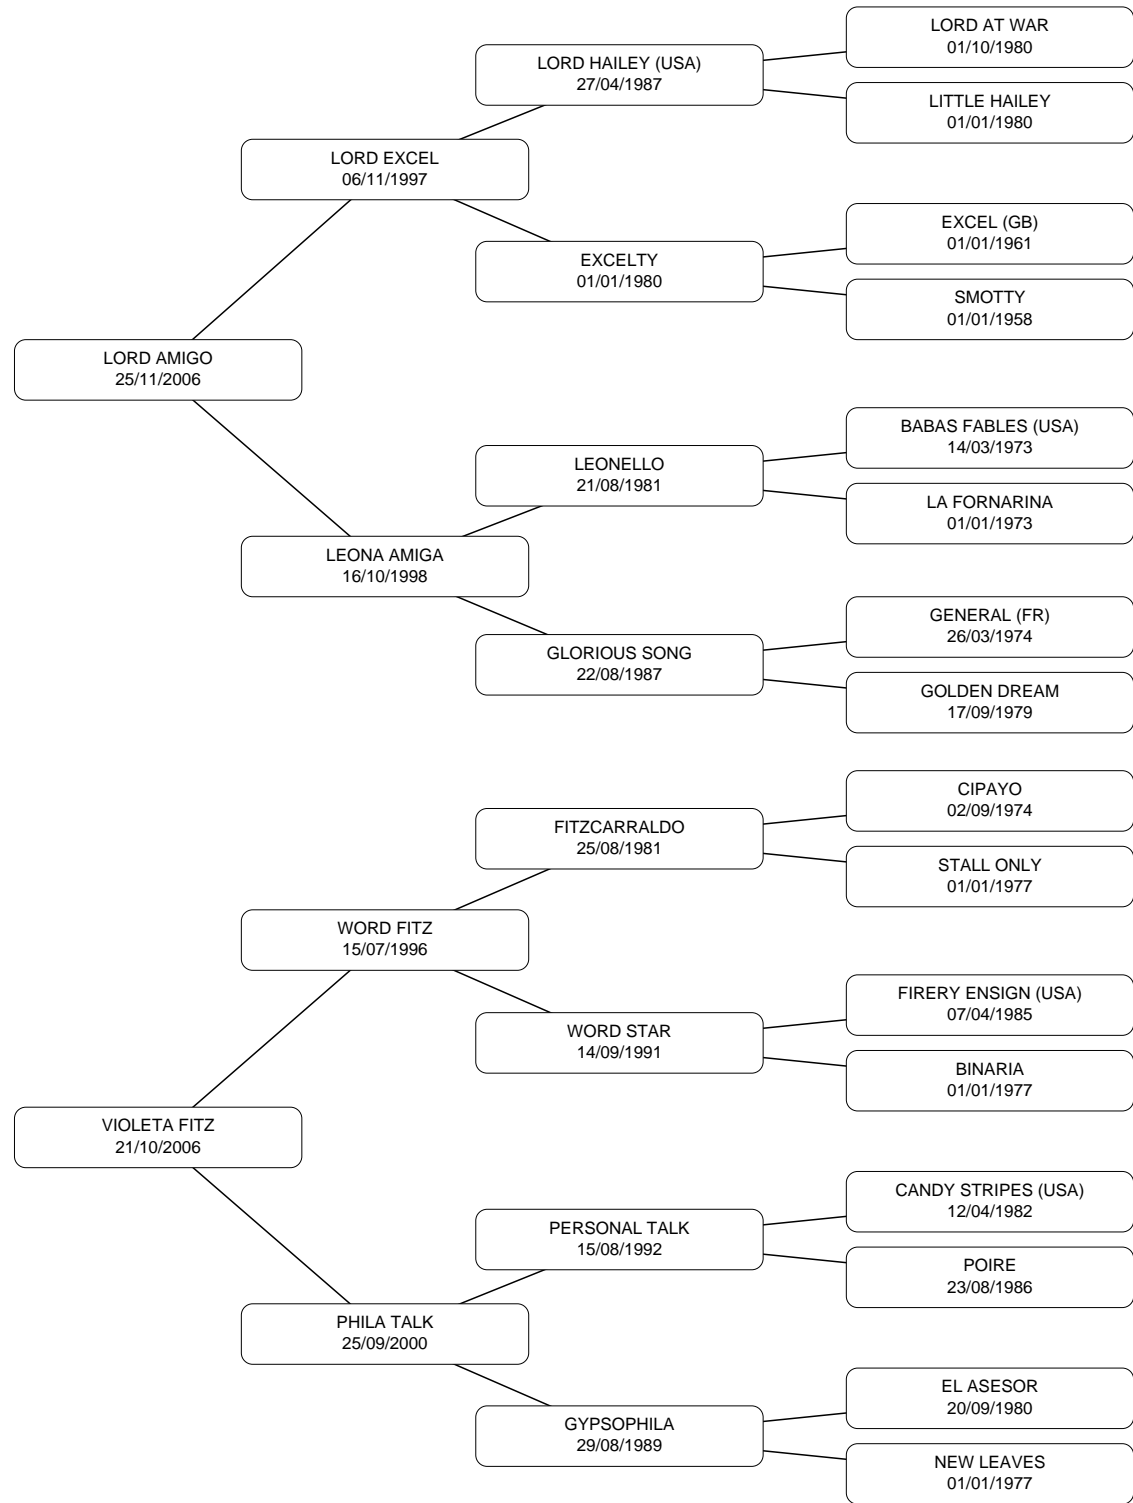 LORD AT WAR
01/10/1980
LORD HAILEY (USA)
27/04/1987
LITTLE HAILEY
01/01/1980
LORD EXCEL
06/11/1997
EXCEL (GB)
01/01/1961
EXCELTY
01/01/1980
SMOTTY
01/01/1958
LORD AMIGO
25/11/2006
BABAS FABLES (USA)
14/03/1973
LEONELLO
21/08/1981
LA FORNARINA
01/01/1973
LEONA AMIGA
16/10/1998
GENERAL (FR)
26/03/1974
GLORIOUS SONG
22/08/1987
GOLDEN DREAM
17/09/1979
CIPAYO
02/09/1974
FITZCARRALDO
25/08/1981
STALL ONLY
01/01/1977
WORD FITZ
15/07/1996
FIRERY ENSIGN (USA)
07/04/1985
WORD STAR
14/09/1991
BINARIA
01/01/1977
VIOLETA FITZ
21/10/2006
CANDY STRIPES (USA)
12/04/1982
PERSONAL TALK
15/08/1992
POIRE
23/08/1986
PHILA TALK
25/09/2000
EL ASESOR
20/09/1980
GYPSOPHILA
29/08/1989
NEW LEAVES
01/01/1977